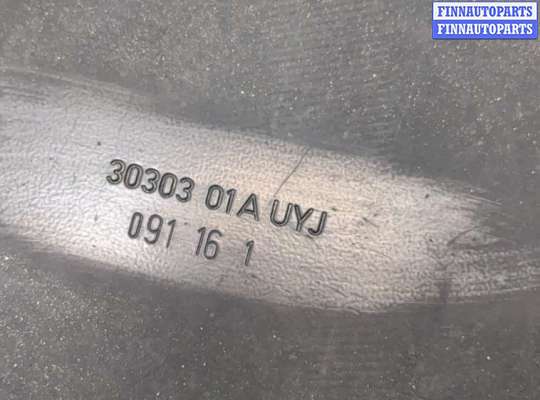 FINNAUTOPARTS
FINNAUTOPARTS
30303 01A UYJ
091 16 1